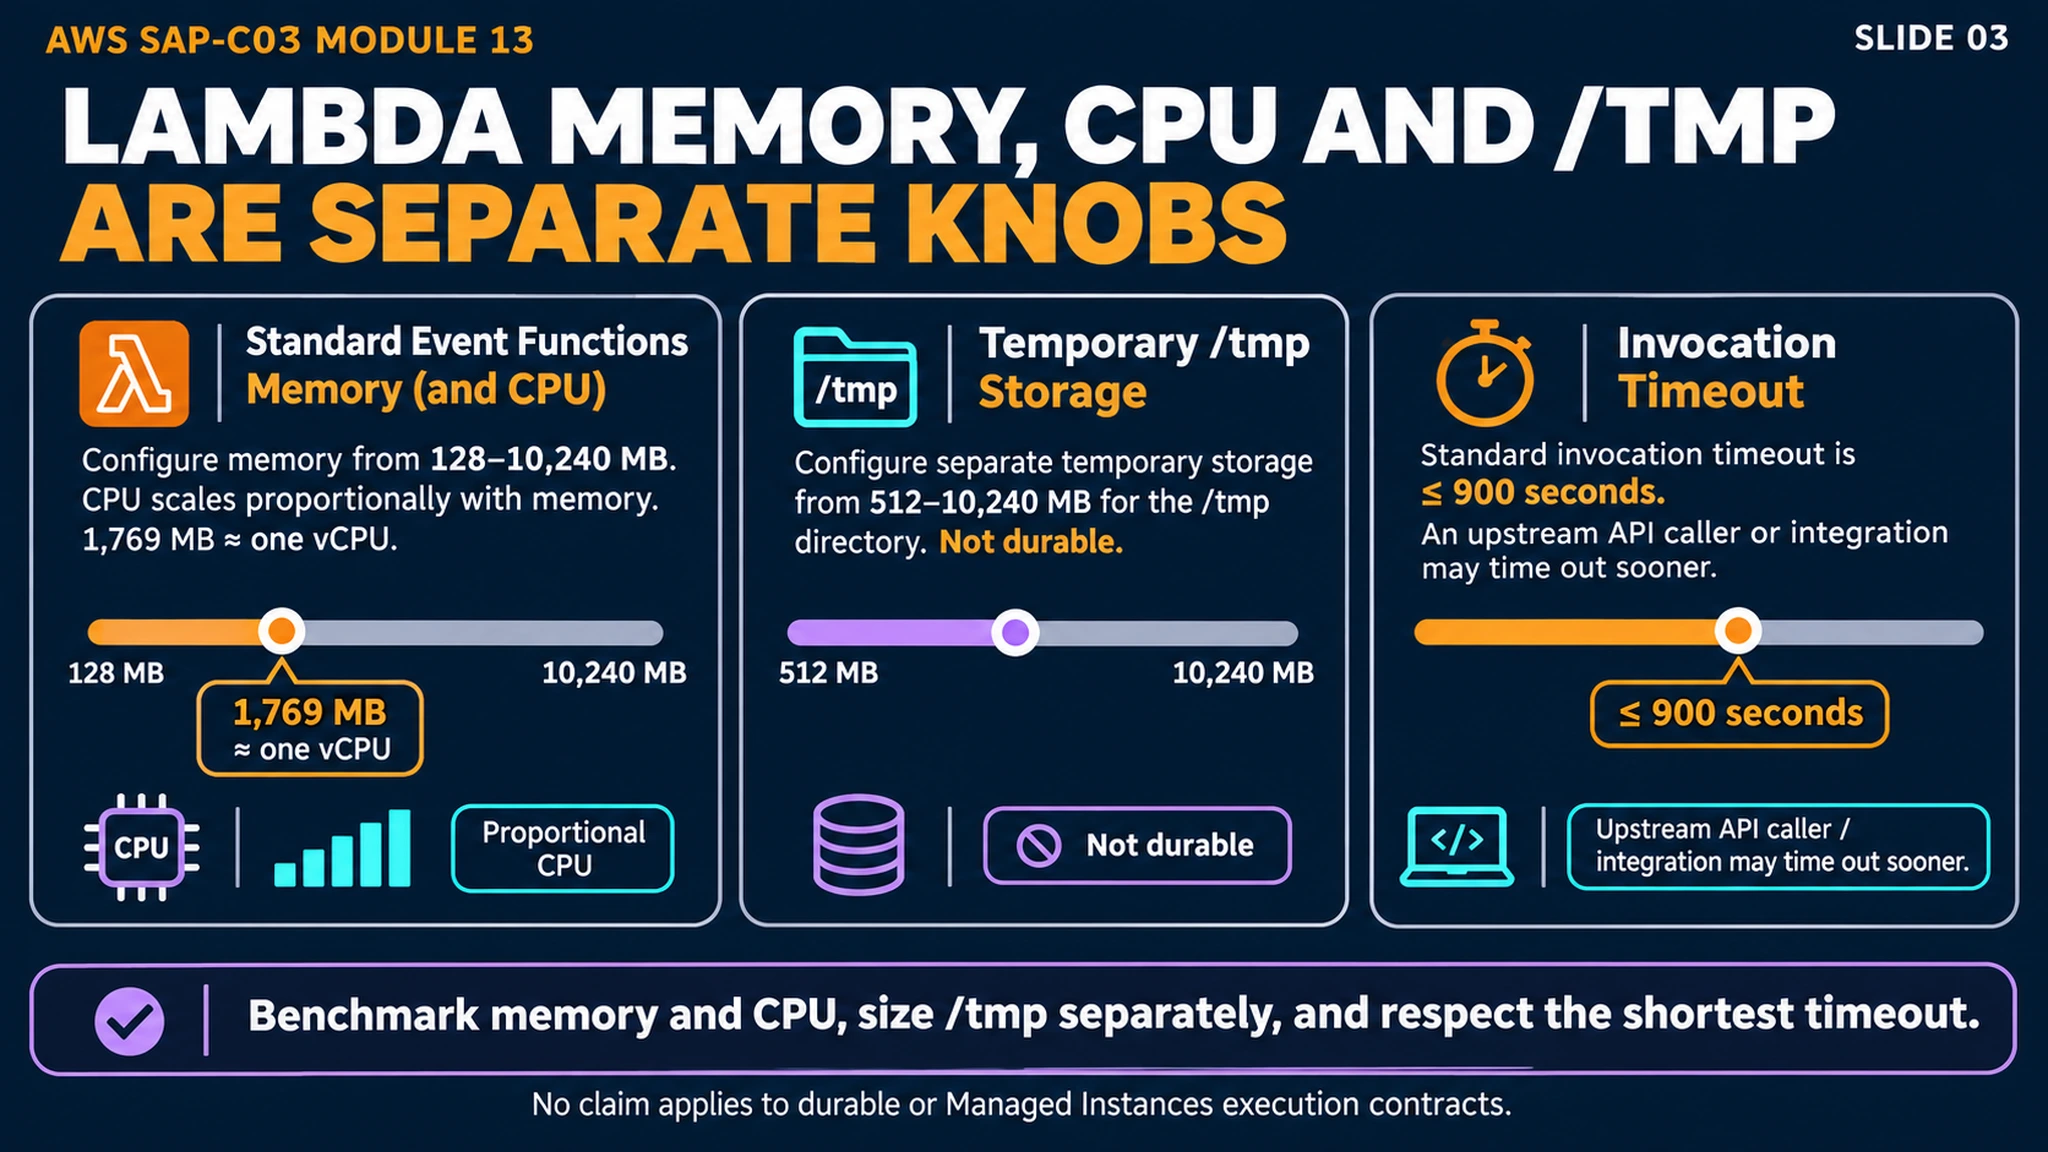 AWS SAP-C03 MODULE 13
SLIDE 03
LAMBDA MEMORY, CPU AND /TMP
ARE SEPARATE KNOBS
Standard Event Functions
Memory (and CPU)
Configure memory from 128–10,240 MB.
CPU scales proportionally with memory.
1,769 MB ≈ one vCPU.
128 MB
10,240 MB
1,769 MB
≈ one vCPU
CPU
Proportional
CPU
/tmp
Temporary /tmp
Storage
Configure separate temporary storage
from 512–10,240 MB for the /tmp
directory. Not durable.
512 MB
10,240 MB
Not durable
Invocation
Timeout
Standard invocation timeout is
≤ 900 seconds.
An upstream API caller or integration
may time out sooner.
≤ 900 seconds
</>
Upstream API caller /
integration may time out sooner.
Benchmark memory and CPU, size /tmp separately, and respect the shortest timeout.
No claim applies to durable or Managed Instances execution contracts.